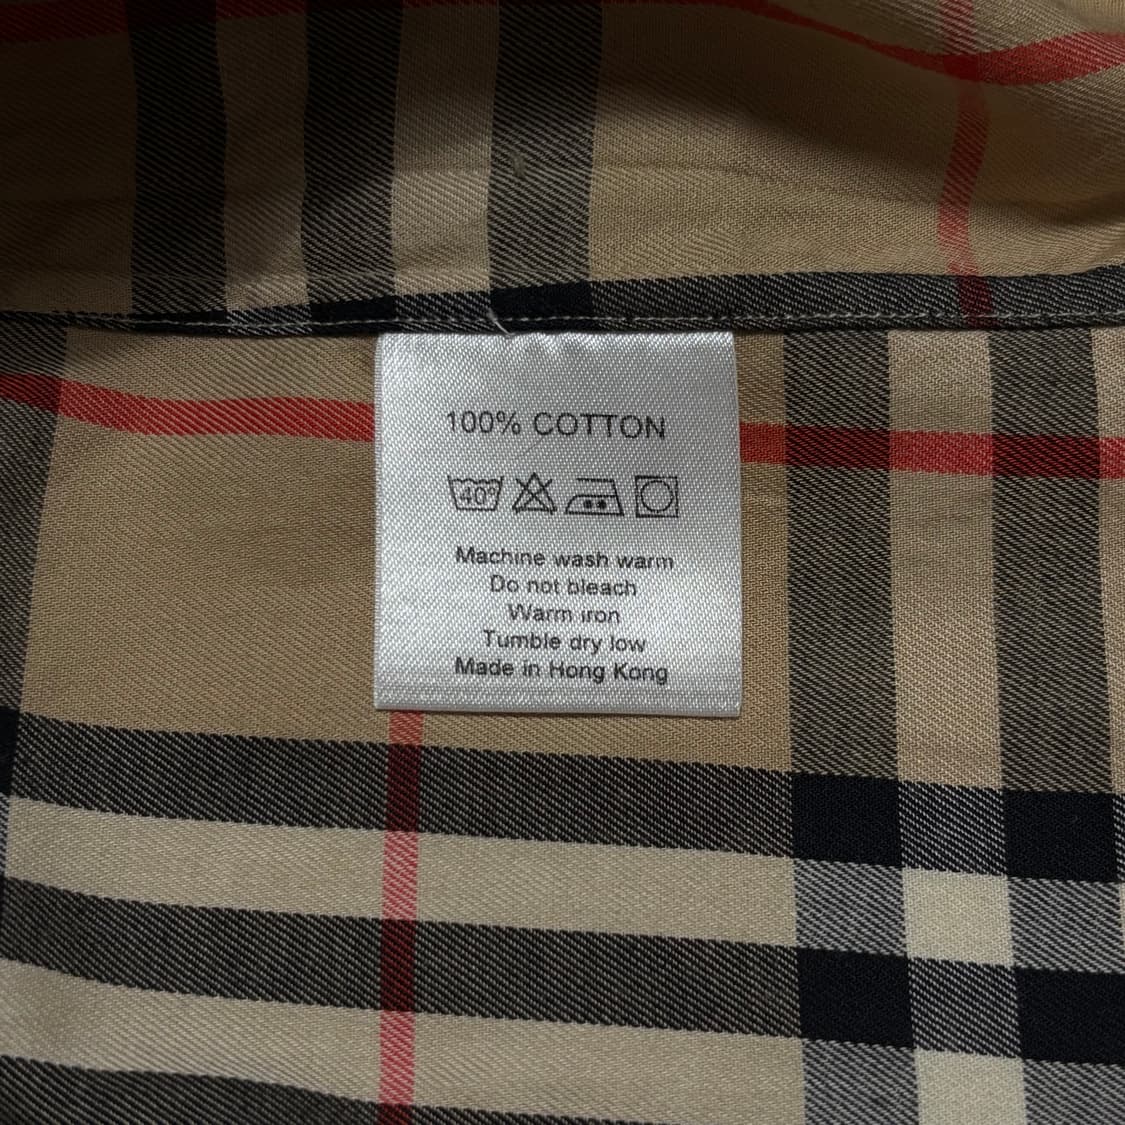 100% COTTON
40°
Machine wash warm
Do not bleach
Warm iron
Tumble dry low
Made in Hong Kong